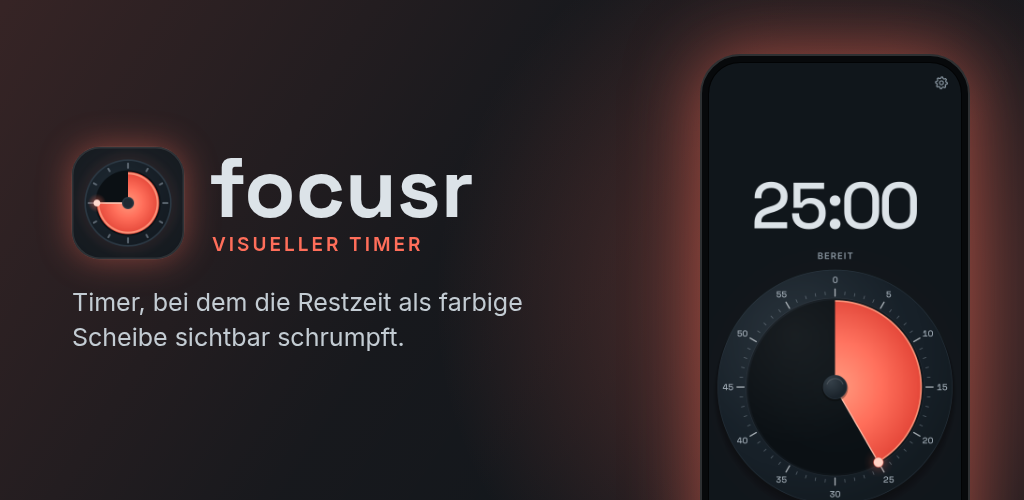 focusr
VISUELLER TIMER
Timer, bei dem die Restzeit als farbige
Scheibe sichtbar schrumpft.
25:00
BEREIT
0
5
10
15
20
25
30
35
40
45
50
55